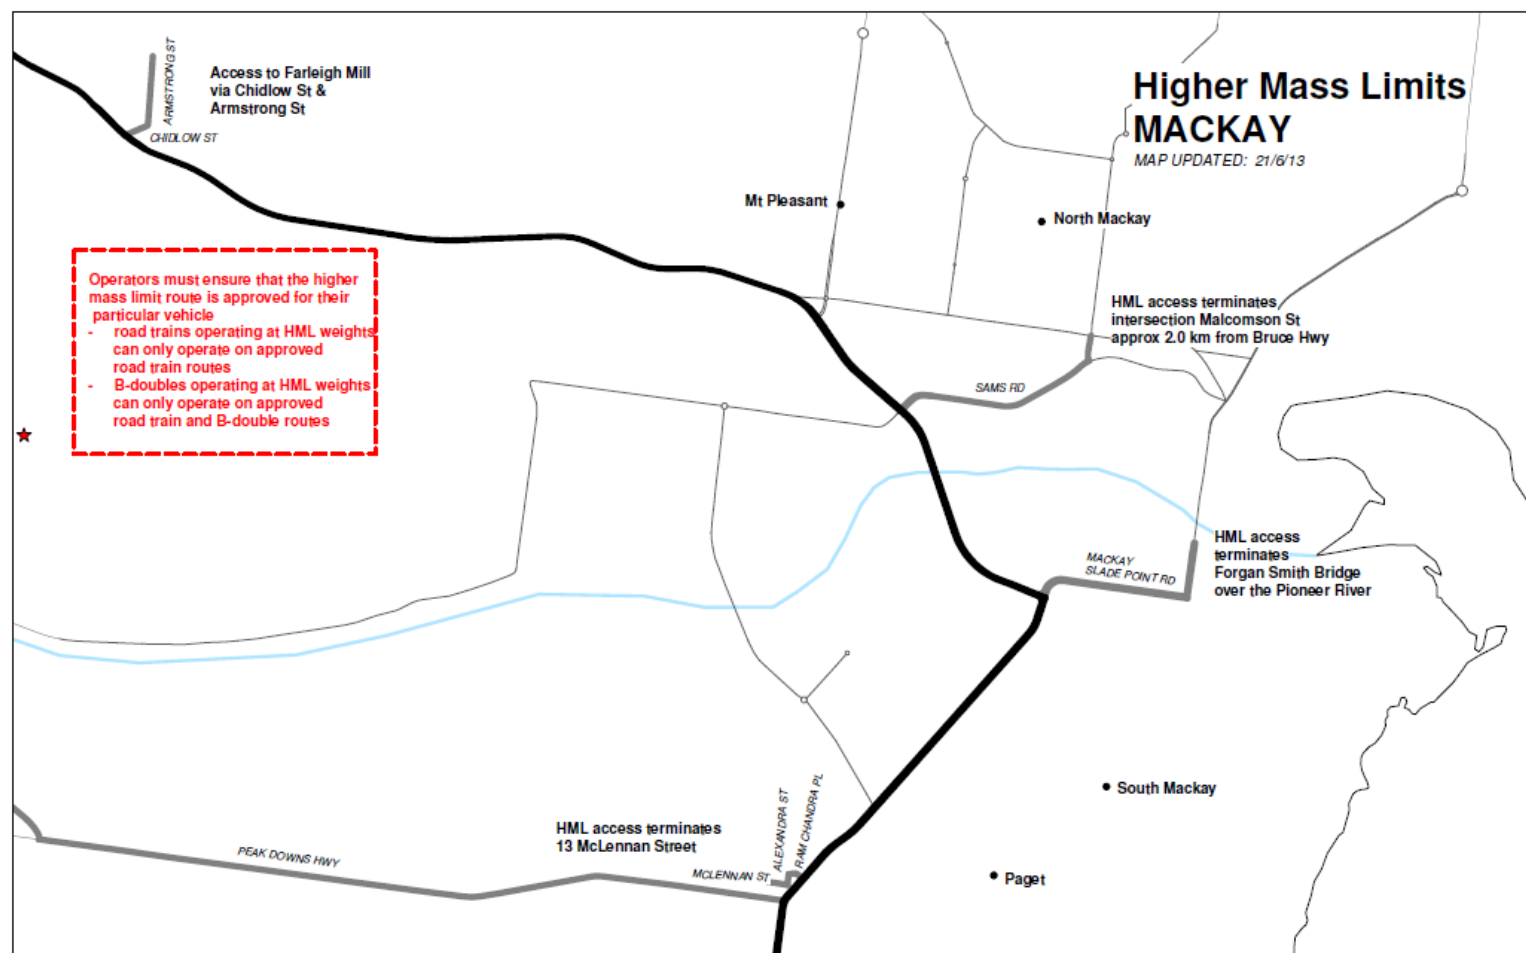 ARMSTRONG ST
Access to Farleigh Mill
via Chidlow St &
Armstrong St
CHIDLOW ST
Higher Mass Limits
MACKAY
MAP UPDATED: 21/6/13
Mt Pleasant
North Mackay
Operators must ensure that the higher
mass limit route is approved for their
particular vehicle
- road trains operating at HML weights
can only operate on approved
road train routes
- B-doubles operating at HML weights
can only operate on approved
road train and B-double routes
HML access terminates
intersection Malcomson St
approx 2.0 km from Bruce Hwy
SAMS RD
HML access
terminates
Forgan Smith Bridge
over the Pioneer River
MACKAY
SLADE POINT RD
South Mackay
HML access terminates
13 McLennan Street
ALEXANDRA ST
RAM CHANDRA PL
PEAK DOWNS HWY
MCLENNAN ST
Paget